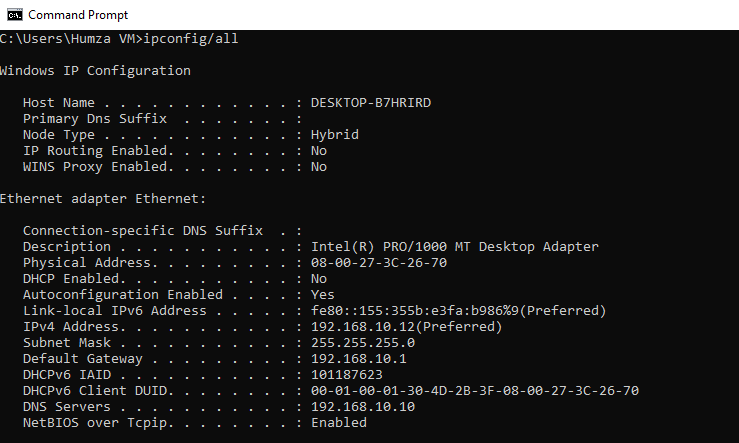 Command Prompt
C:\Users\Humza VM>ipconfig/all
Windows IP Configuration
Host Name . . . . . . . . . . . . : DESKTOP-B7HRIRD
Primary Dns Suffix  . . . . . . . :
Node Type . . . . . . . . . . . . : Hybrid
IP Routing Enabled. . . . . . . . : No
WINS Proxy Enabled. . . . . . . . : No
Ethernet adapter Ethernet:
Connection-specific DNS Suffix  . :
Description . . . . . . . . . . . : Intel(R) PRO/1000 MT Desktop Adapter
Physical Address. . . . . . . . . : 08-00-27-3C-26-70
DHCP Enabled. . . . . . . . . . . : No
Autoconfiguration Enabled . . . . : Yes
Link-local IPv6 Address . . . . . : fe80::155:355b:e3fa:b986%9(Preferred)
IPv4 Address. . . . . . . . . . . : 192.168.10.12(Preferred)
Subnet Mask . . . . . . . . . . . : 255.255.255.0
Default Gateway . . . . . . . . . : 192.168.10.1
DHCPv6 IAID . . . . . . . . . . . : 101187623
DHCPv6 Client DUID. . . . . . . . : 00-01-00-01-30-4D-2B-3F-08-00-27-3C-26-70
DNS Servers . . . . . . . . . . . : 192.168.10.10
NetBIOS over Tcpip. . . . . . . . : Enabled